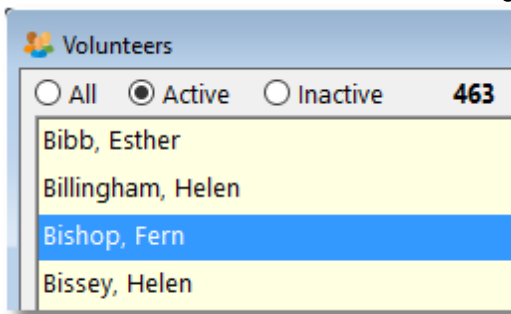 Volunteers
All Active Inactive 463
Bibb, Esther
Billingham, Helen
Bishop, Fern
Bissey, Helen